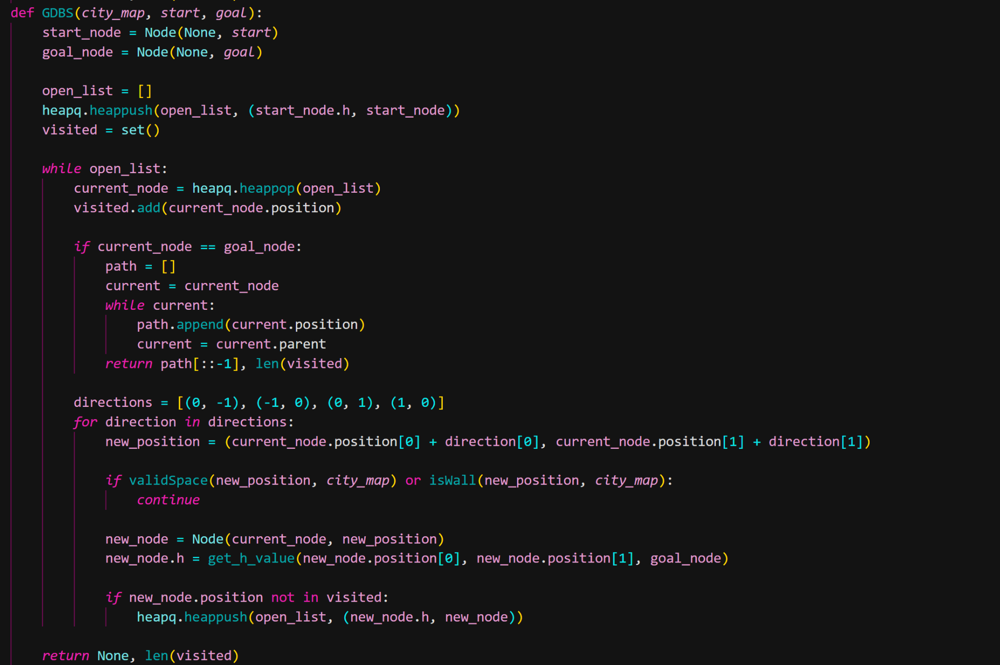 def GDBS(city_map, start, goal):
    start_node = Node(None, start)
    goal_node = Node(None, goal)

    open_list = []
    heapq.heappush(open_list, (start_node.h, start_node))
    visited = set()

    while open_list:
        current_node = heapq.heappop(open_list)
        visited.add(current_node.position)

        if current_node == goal_node:
            path = []
            current = current_node
            while current:
                path.append(current.position)
                current = current.parent
            return path[::-1], len(visited)

        directions = [(0, -1), (-1, 0), (0, 1), (1, 0)]
        for direction in directions:
            new_position = (current_node.position[0] + direction[0], current_node.position[1] + direction[1])

            if validSpace(new_position, city_map) or isWall(new_position, city_map):
                continue

            new_node = Node(current_node, new_position)
            new_node.h = get_h_value(new_node.position[0], new_node.position[1], goal_node)

            if new_node.position not in visited:
                heapq.heappush(open_list, (new_node.h, new_node))

    return None, len(visited)